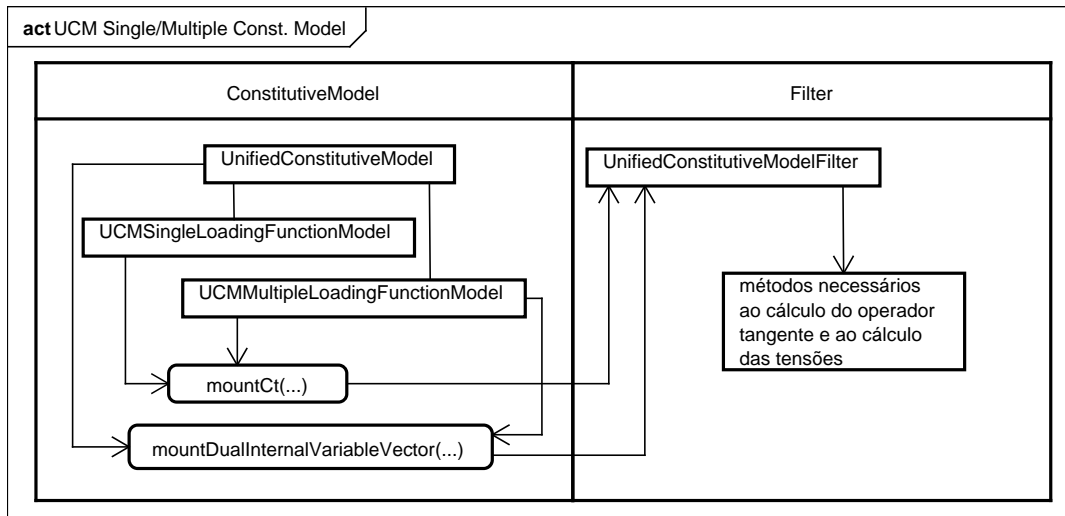 act UCM Single/Multiple Const. Model
ConstitutiveModel
Filter
UnifiedConstitutiveModel
UnifiedConstitutiveModelFilter
UCMSingleLoadingFunctionModel
UCMMultipleLoadingFunctionModel
métodos necessários
ao cálculo do operador
tangente e ao cálculo
das tensões
mountCt(...)
mountDualInternalVariableVector(...)